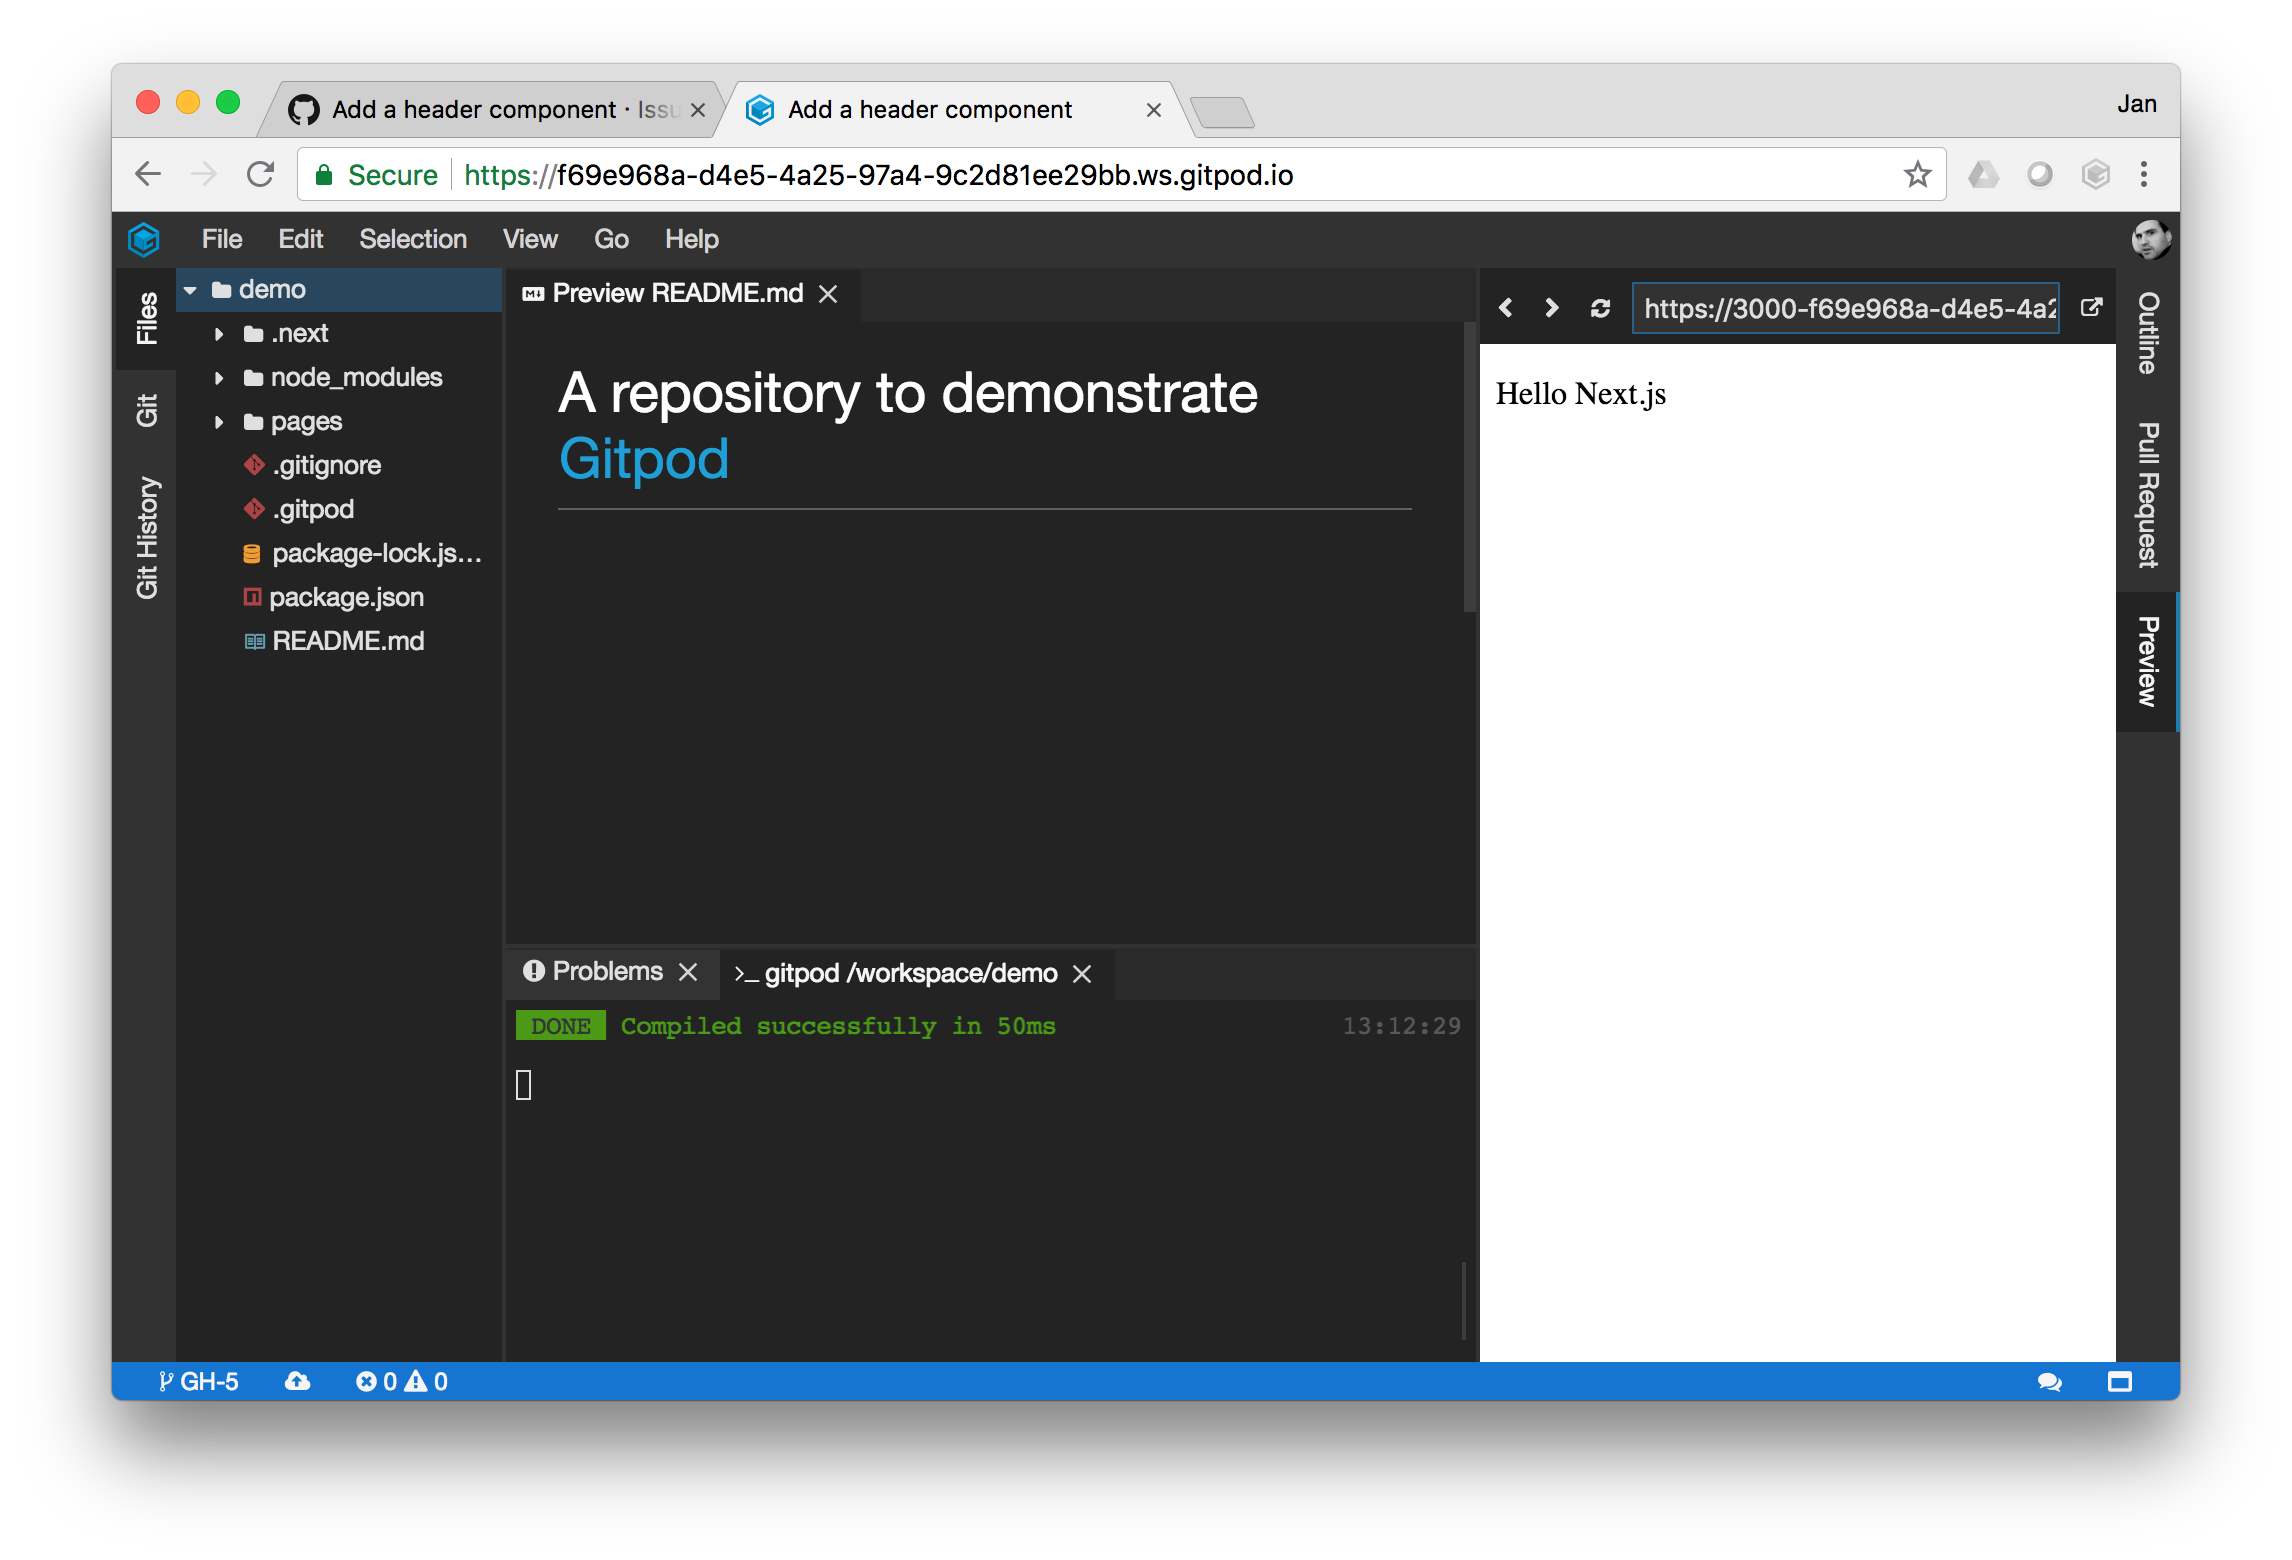 Add a header component · Issu
Add a header component
Jan
Secure
https://f69e968a-d4e5-4a25-97a4-9c2d81ee29bb.ws.gitpod.io
File Edit Selection View Go Help
Files
Git
Git History
demo
.next
node_modules
pages
.gitignore
.gitpod
package-lock.js...
package.json
README.md
Preview README.md
A repository to demonstrate
Gitpod
Problems
>_ gitpod /workspace/demo
DONE Compiled successfully in 50ms 13:12:29
https://3000-f69e968a-d4e5-4a2
Hello Next.js
Outline
Pull Request
Preview
GH-5
0 0